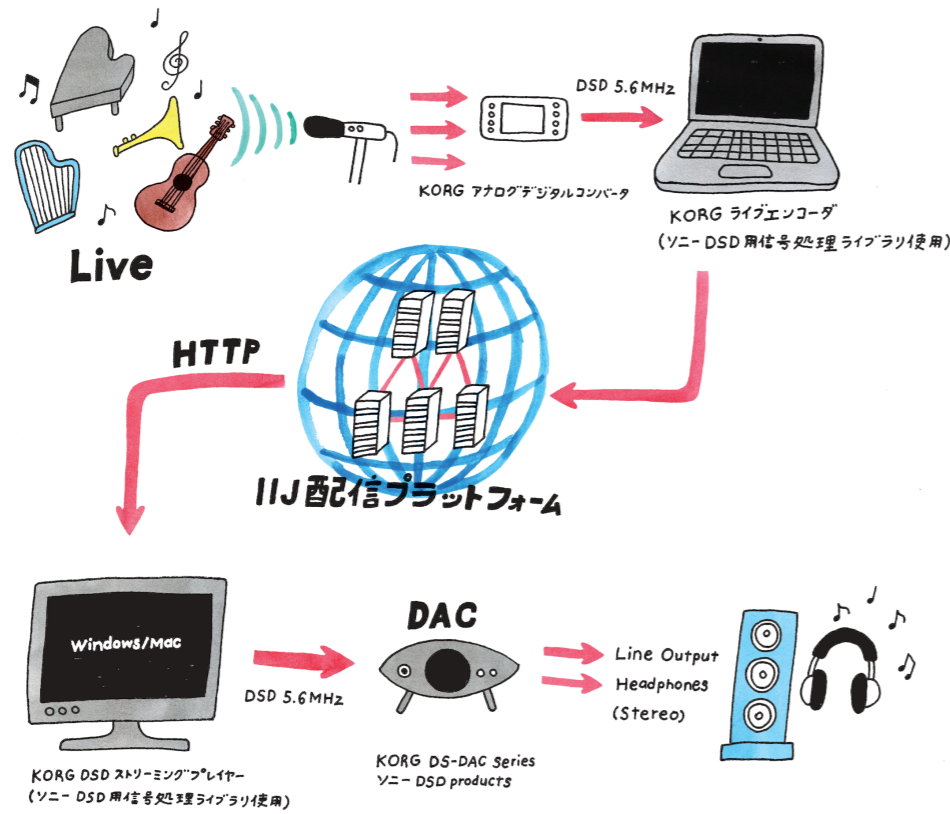 Live
DSD 5.6MHz
KORG アナログデジタルコンバータ
KORG ライブエンコーダ
(ソニーDSD用信号処理ライブラリ使用)
HTTP
IIJ配信プラットフォーム
Windows/Mac
KORG DSD ストリーミングプレイヤー
(ソニーDSD用信号処理ライブラリ使用)
DSD 5.6MHz
DAC
KORG DS-DAC Series
ソニーDSD products
Line Output
Headphones
(Stereo)